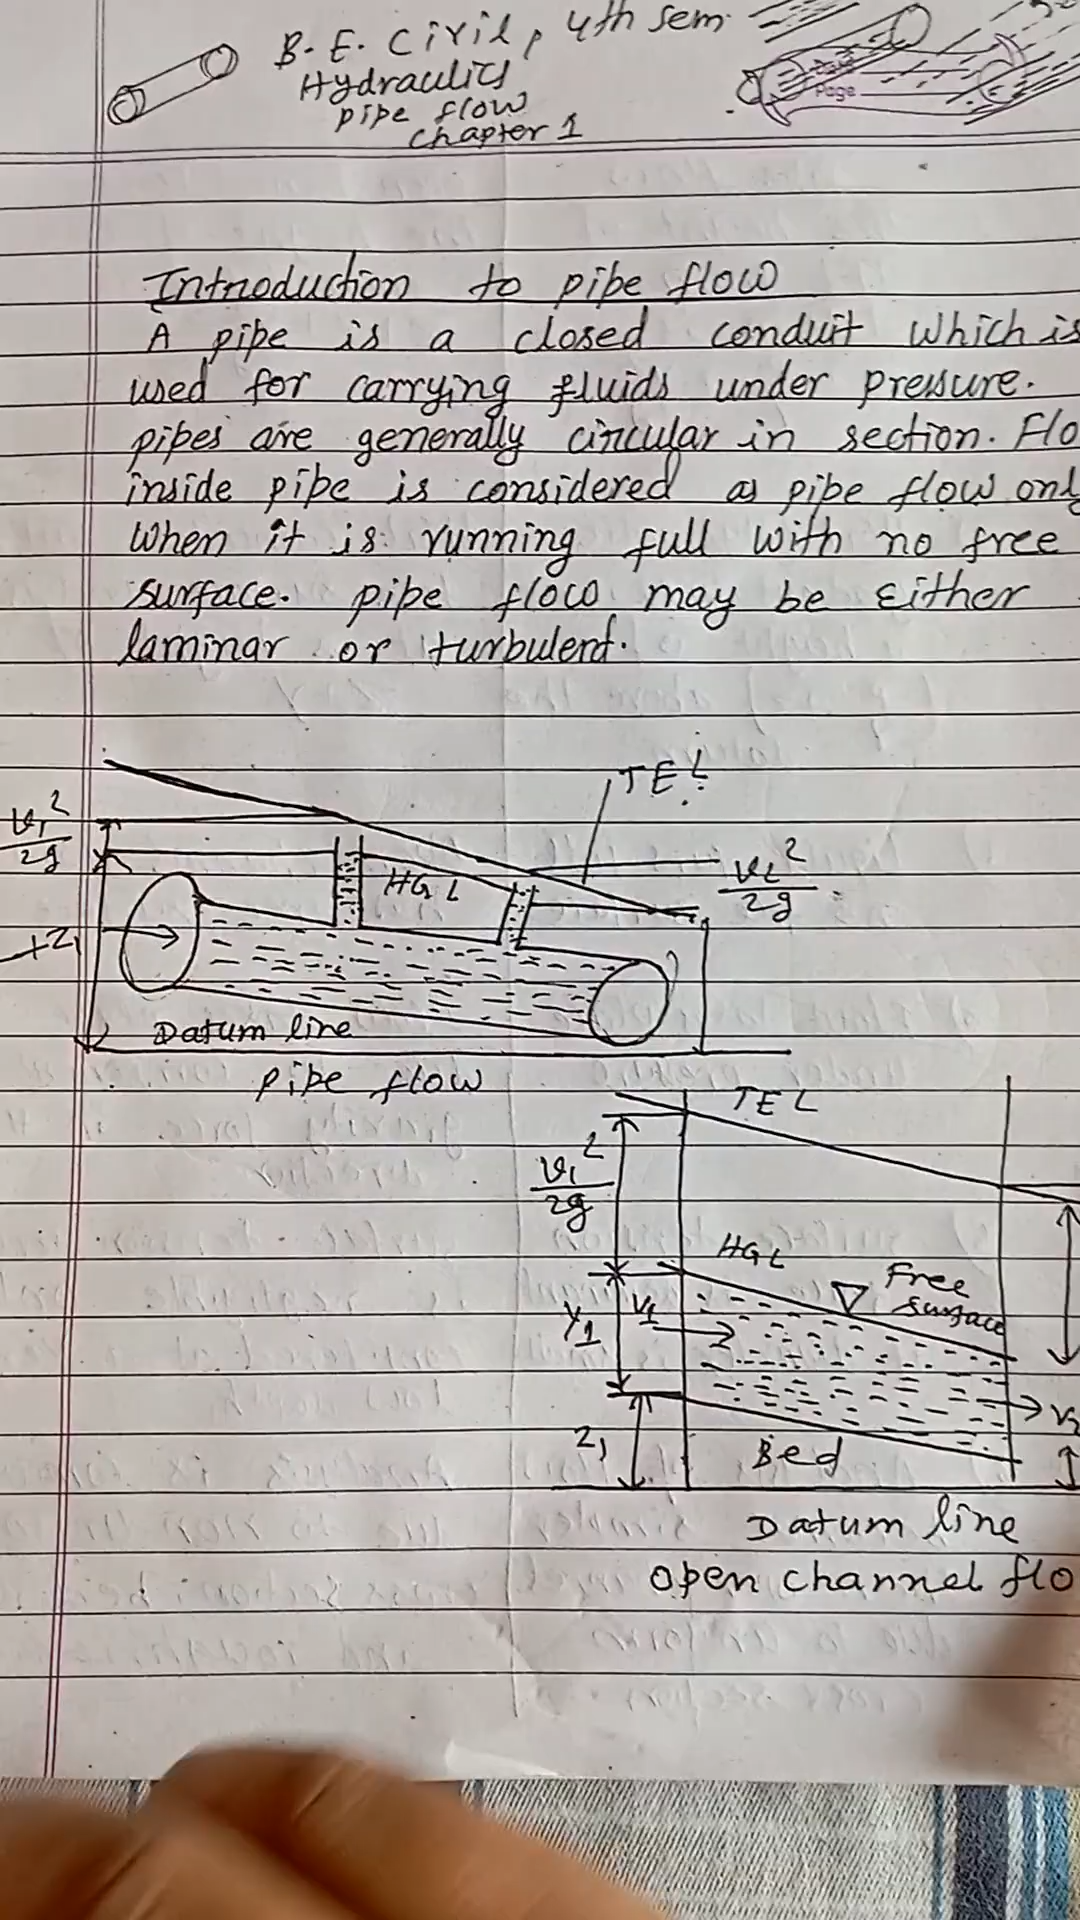 B.E. Civil, 4th sem
Hydraulics
pipe flow
chapter 1
Page
Introduction to pipe flow
A pipe is a closed conduit which is
used for carrying fluids under pressure.
pipes are generally circular in section. Flo
inside pipe is considered as pipe flow only
when it is running full with no free
surface. pipe flow may be either
laminar or turbulent.
TEL
V₁²/2g
HGL
V₂²/2g
+Z₁
Datum line
pipe flow
TEL
V₁²/2g
HGL
Free
surface
Y₁
V₁
V₂
Z₁
Bed
Datum line
open channel flo